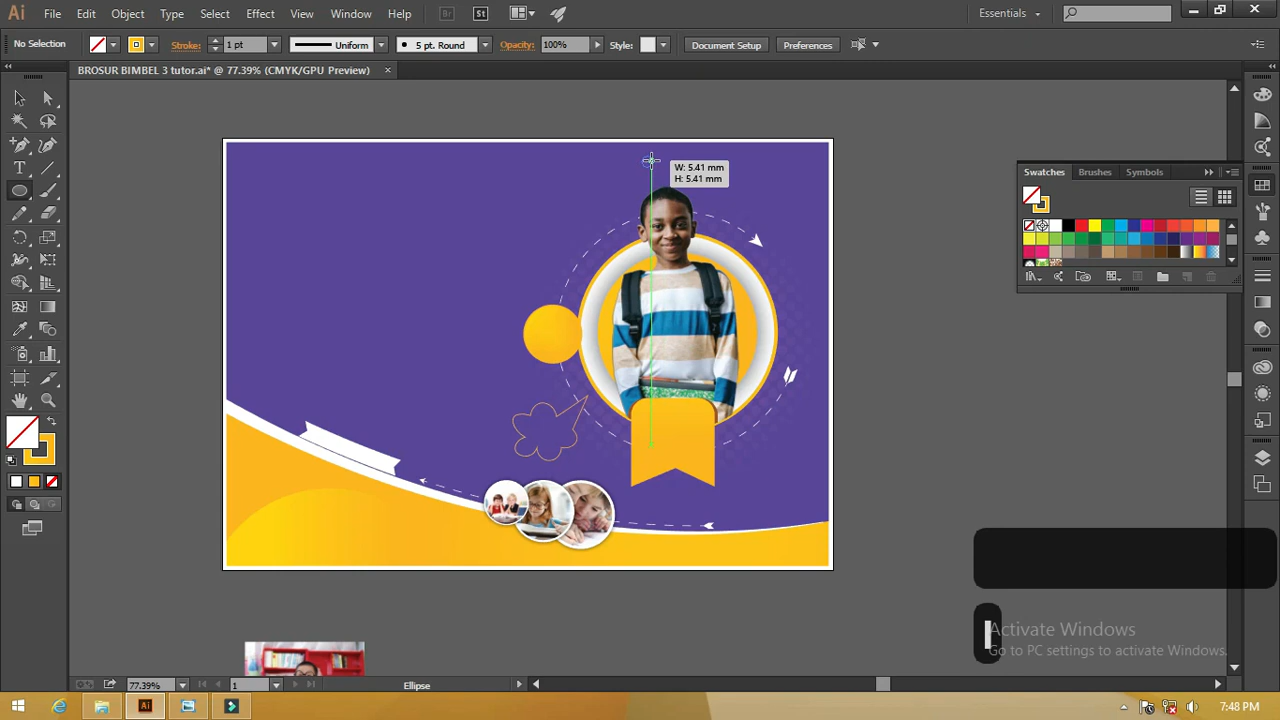 Ai
File Edit Object Type Select Effect View Window Help
Br
St
Essentials
No Selection
Stroke:
1 pt
Uniform
5 pt. Round
Opacity:
100%
Style:
Document Setup
Preferences
BROSUR BIMBEL 3 tutor.ai* @ 77.39% (CMYK/GPU Preview)
W: 5.41 mm
H: 5.41 mm
Swatches Brushes Symbols
Activate Windows
Go to PC settings to activate Windows.
77.39%
1
Ellipse
Ai
7:48 PM